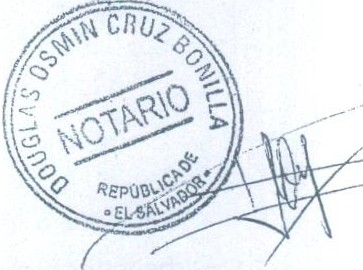 DOUGLAS OSMIN CRUZ BONILLA
NOTARIO
REPÚBLICA DE
EL SALVADOR